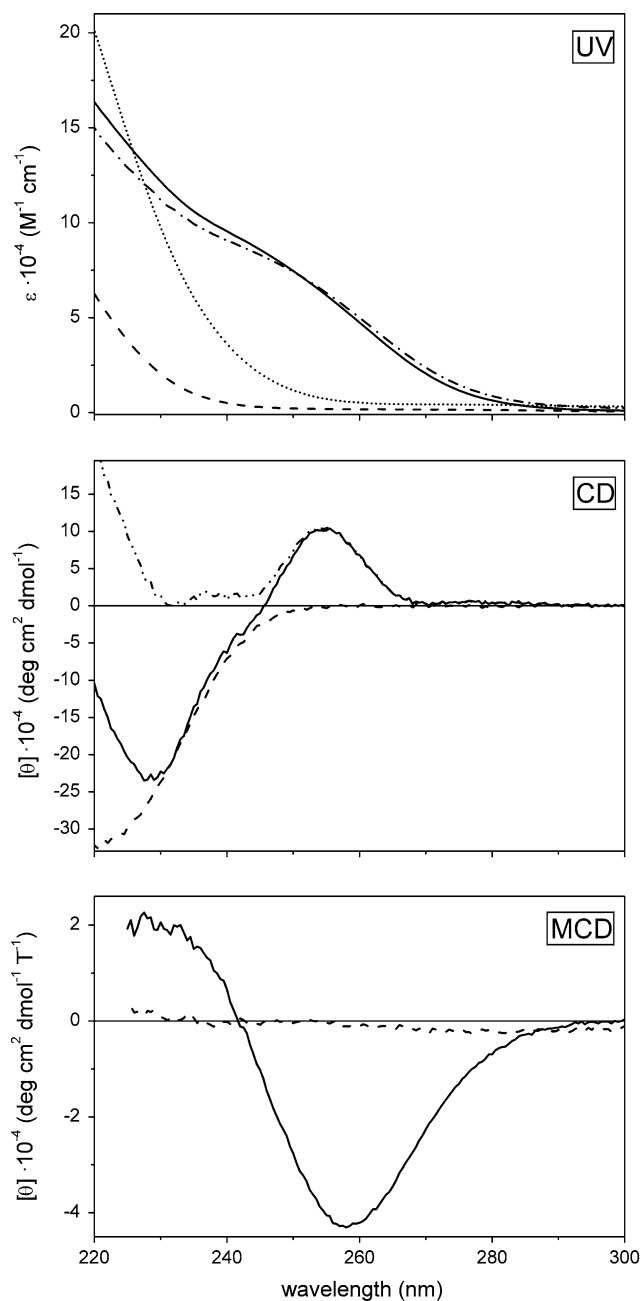 UV
20
15
10
5
0
ε ·10⁻⁴ (M⁻¹ cm⁻¹)
CD
15
10
5
0
-5
-10
-15
-20
-25
-30
[θ] ·10⁻⁴ (deg cm² dmol⁻¹)
MCD
2
0
-2
-4
[θ] ·10⁻⁴ (deg cm² dmol⁻¹ T⁻¹)
220 240 260 280 300
wavelength (nm)